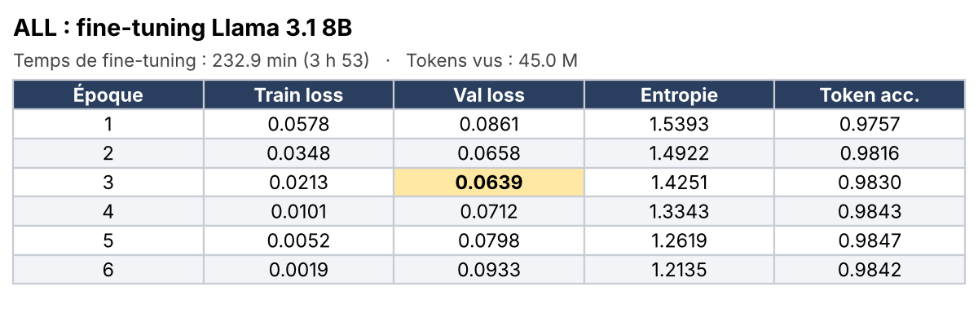 ALL : fine-tuning Llama 3.1 8B
Temps de fine-tuning : 232.9 min (3 h 53) · Tokens vus : 45.0 M
Époque Train loss Val loss Entropie Token acc.
1 0.0578 0.0861 1.5393 0.9757
2 0.0348 0.0658 1.4922 0.9816
3 0.0213 0.0639 1.4251 0.9830
4 0.0101 0.0712 1.3343 0.9843
5 0.0052 0.0798 1.2619 0.9847
6 0.0019 0.0933 1.2135 0.9842